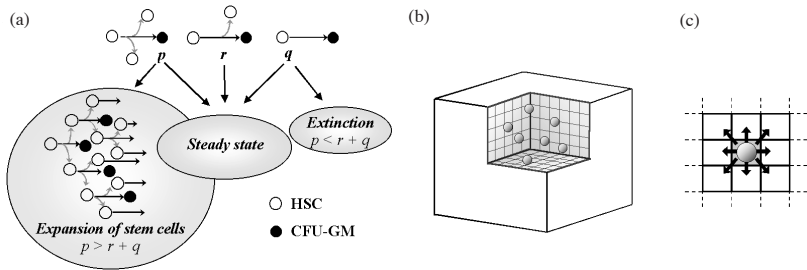 (a)
p
r
q
Steady state
Extinction
p < r + q
Expansion of stem cells
p > r + q
HSC
CFU-GM
(b)
(c)